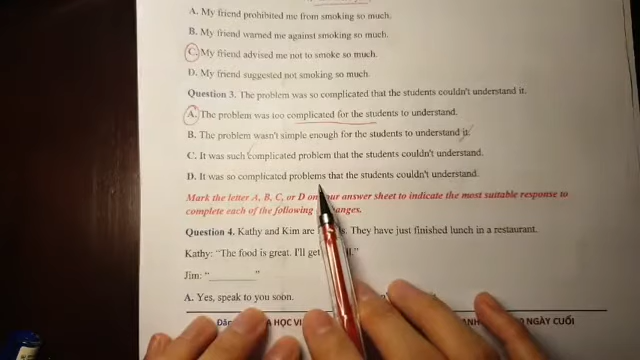 A. My friend prohibited me from smoking so much.
B. My friend warned me against smoking so much.
C. My friend advised me not to smoke so much.
D. My friend suggested not smoking so much.
Question 3. The problem was so complicated that the students couldn't understand it.
A. The problem was too complicated for the students to understand.
B. The problem wasn't simple enough for the students to understand it.
C. It was such complicated problem that the students couldn't understand.
D. It was so complicated problems that the students couldn't understand.
Mark the letter A, B, C, or D on your answer sheet to indicate the most suitable response to
complete each of the following
Question 4. Kathy and Kim are They have just finished lunch in a restaurant.
Kathy: "The food is great. I'll get
Jim: "________"
A. Yes, speak to you soon.
A HỌC NGÀY CUỐI